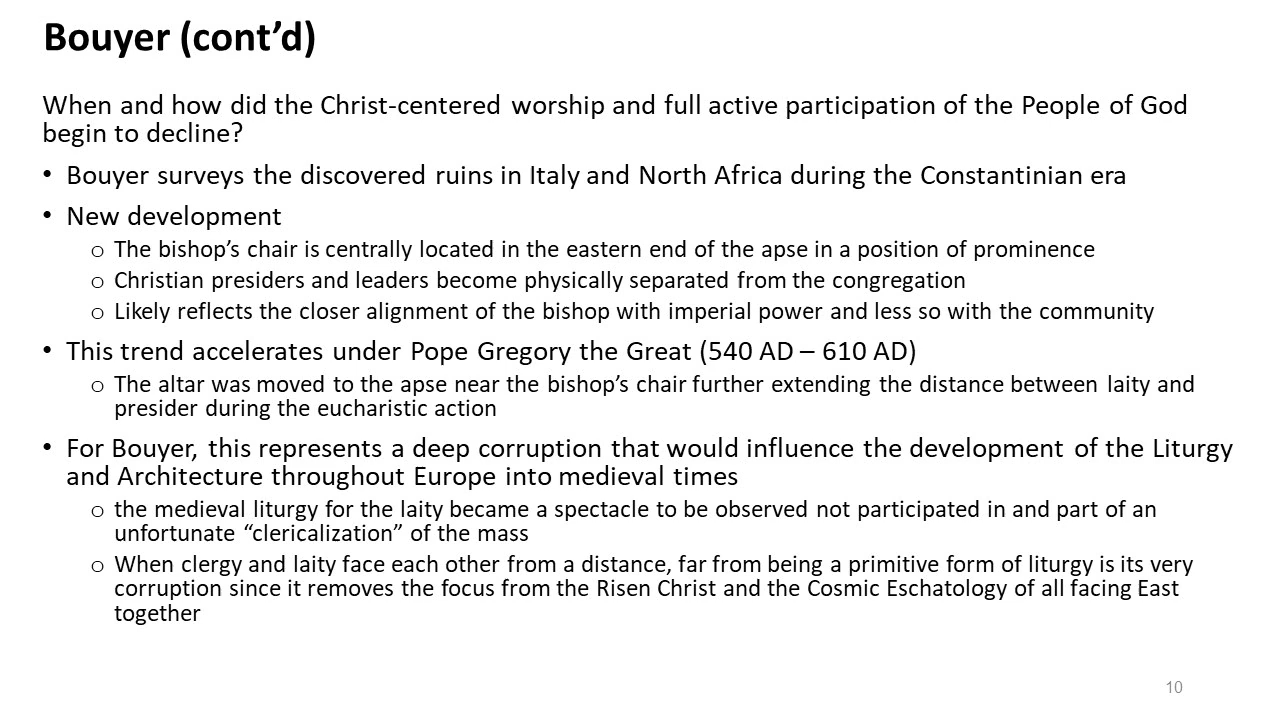 Bouyer (cont’d)
When and how did the Christ-centered worship and full active participation of the People of God
begin to decline?
• Bouyer surveys the discovered ruins in Italy and North Africa during the Constantinian era
• New development
o The bishop’s chair is centrally located in the eastern end of the apse in a position of prominence
o Christian presiders and leaders become physically separated from the congregation
o Likely reflects the closer alignment of the bishop with imperial power and less so with the community
• This trend accelerates under Pope Gregory the Great (540 AD – 610 AD)
o The altar was moved to the apse near the bishop’s chair further extending the distance between laity and
presider during the eucharistic action
• For Bouyer, this represents a deep corruption that would influence the development of the Liturgy
and Architecture throughout Europe into medieval times
o the medieval liturgy for the laity became a spectacle to be observed not participated in and part of an
unfortunate “clericalization” of the mass
o When clergy and laity face each other from a distance, far from being a primitive form of liturgy is its very
corruption since it removes the focus from the Risen Christ and the Cosmic Eschatology of all facing East
together
10